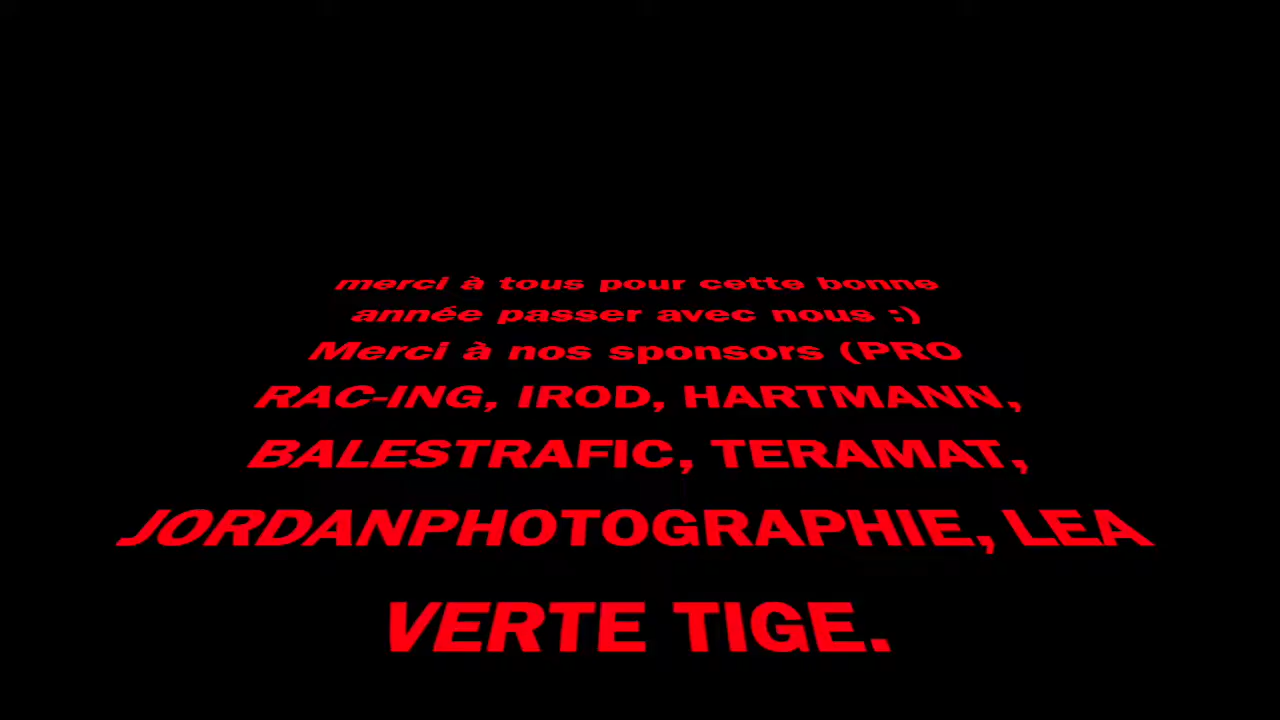 merci à tous pour cette bonne
année passer avec nous :)
Merci à nos sponsors (PRO
RAC-ING, IROD, HARTMANN,
BALESTRAFIC, TERAMAT,
JORDANPHOTOGRAPHIE, LEA
VERTE TIGE.